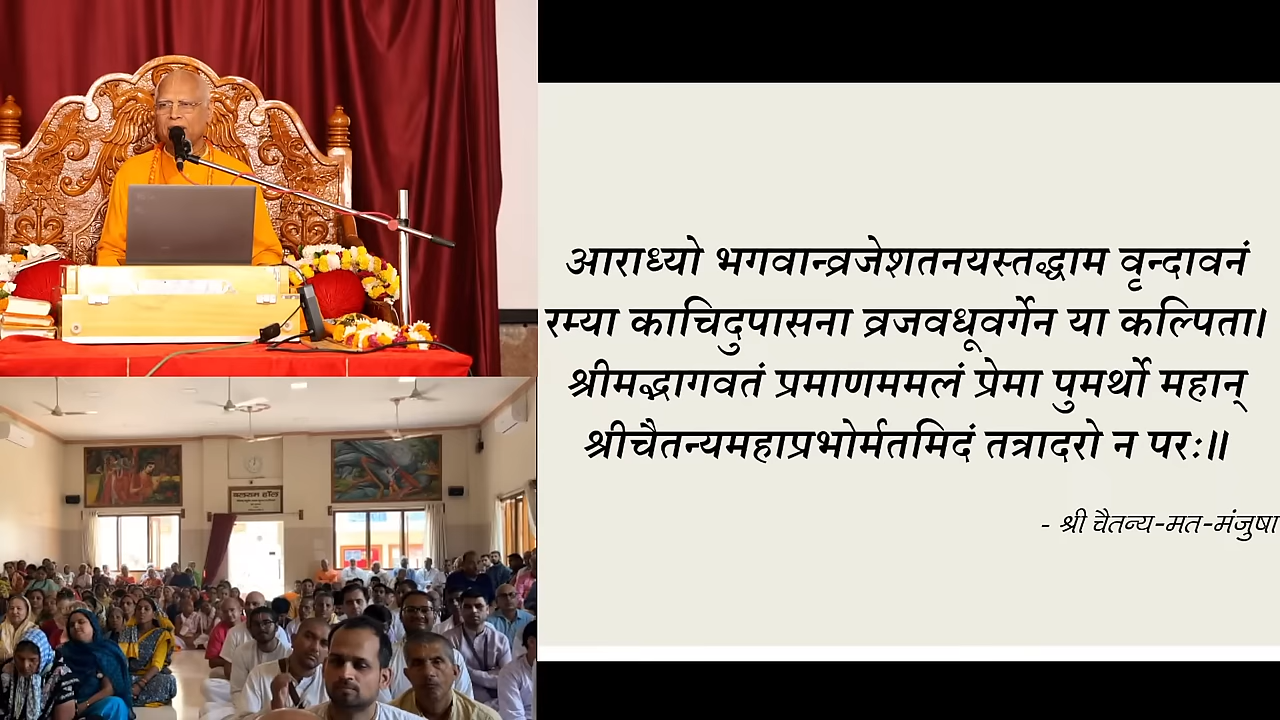 आराध्यो भगवान्व्रजेशतनयस्तद्धाम वृन्दावनं
रम्या काचिदुपासना व्रजवधूवर्गेन या कल्पिता।
श्रीमद्भागवतं प्रमाणममलं प्रेमा पुमर्थो महान्
श्रीचैतन्यमहाप्रभोर्मतमिदं तत्रादरो न परः॥
- श्री चैतन्य-मत-मंजुषा
बलराम हॉल